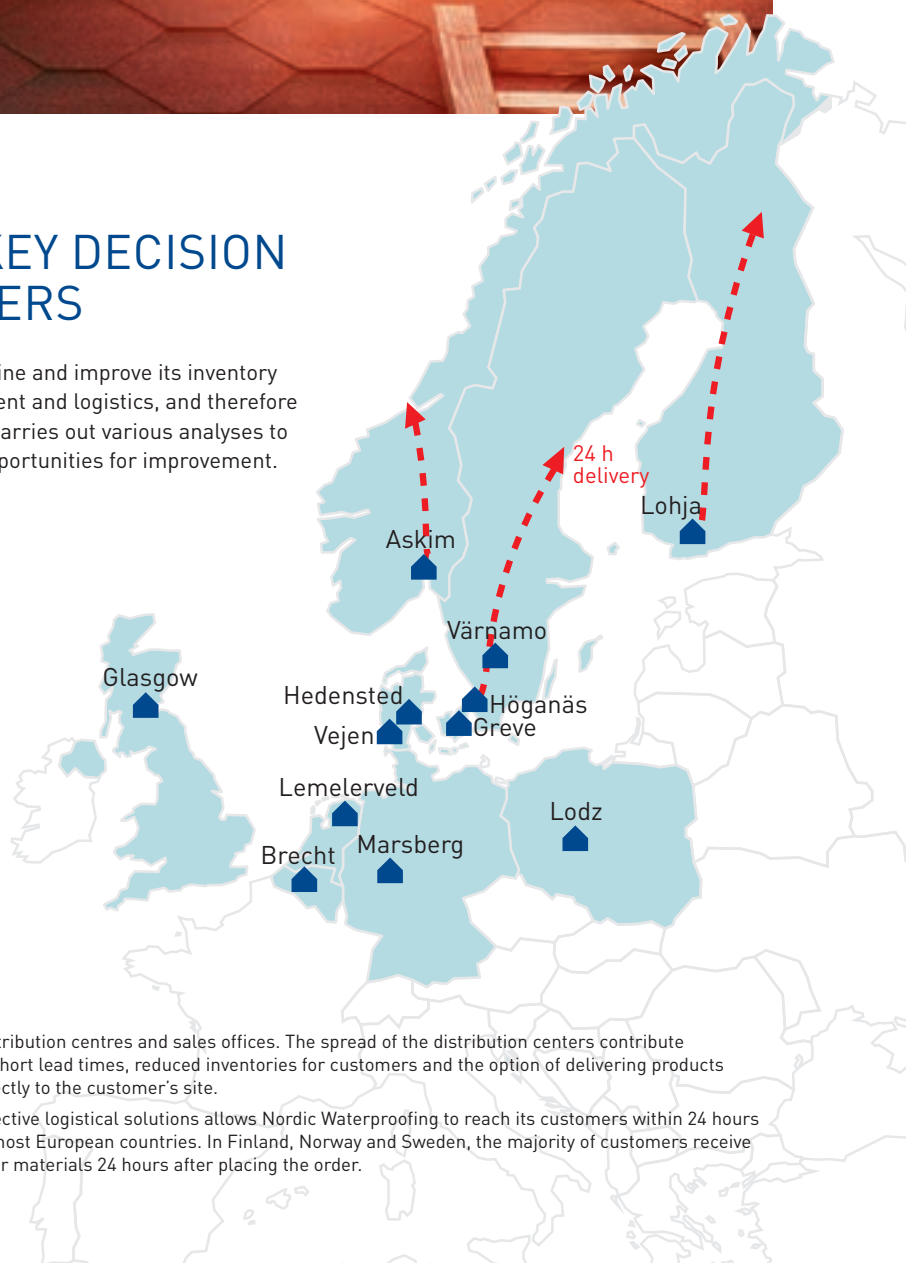 KEY DECISION
ERS
ine and improve its inventory
ent and logistics, and therefore
arries out various analyses to
portunities for improvement.
24 h
delivery
Lohja
Askim
Värnamo
Glasgow
Hedensted
Höganäs
Vejen
Greve
Lemelerveld
Lodz
Marsberg
Brecht
tribution centres and sales offices. The spread of the distribution centers contribute
hort lead times, reduced inventories for customers and the option of delivering products
ctly to the customer's site.
ective logistical solutions allows Nordic Waterproofing to reach its customers within 24 hours
most European countries. In Finland, Norway and Sweden, the majority of customers receive
r materials 24 hours after placing the order.